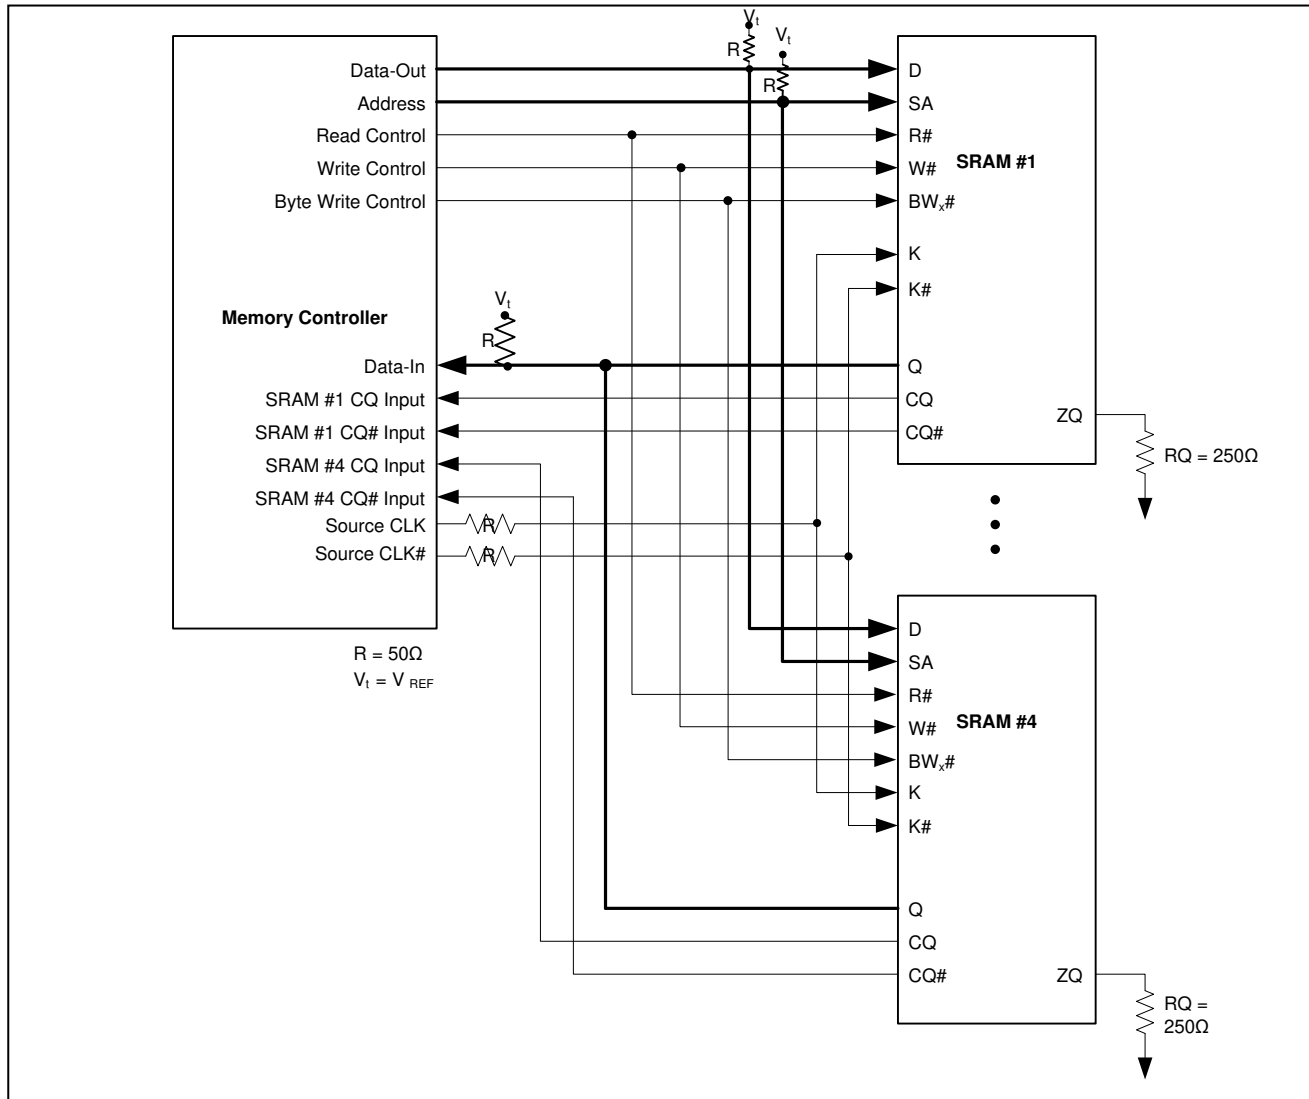 Vt
Vt
R
R
Data-Out
Address
Read Control
Write Control
Byte Write Control
Memory Controller
Vt
R
Data-In
SRAM #1 CQ Input
SRAM #1 CQ# Input
SRAM #4 CQ Input
SRAM #4 CQ# Input
Source CLK
R
Source CLK#
R
R = 50Ω
Vt = V REF
D
SA
R#
SRAM #1
W#
BWx#
K
K#
Q
CQ
CQ#
ZQ
RQ = 250Ω
D
SA
R#
SRAM #4
W#
BWx#
K
K#
Q
CQ
CQ#
ZQ
RQ =
250Ω